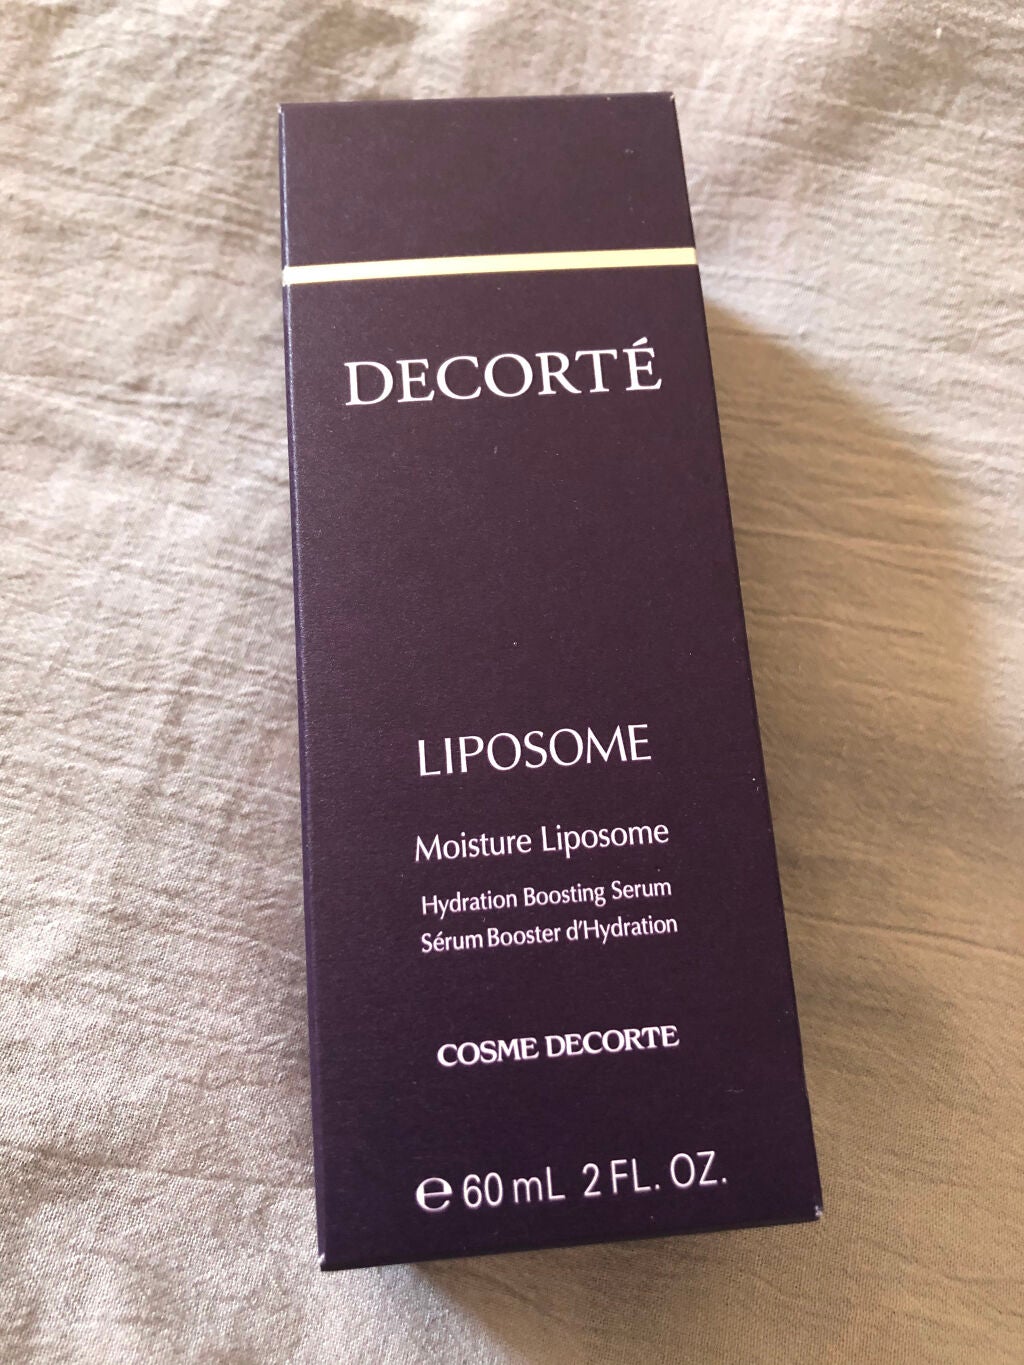 DECORTÉ
LIPOSOME
Moisture Liposome
Hydration Boosting Serum
Sérum Booster d'Hydration
COSME DECORTE
℮ 60 mL 2 FL. OZ.